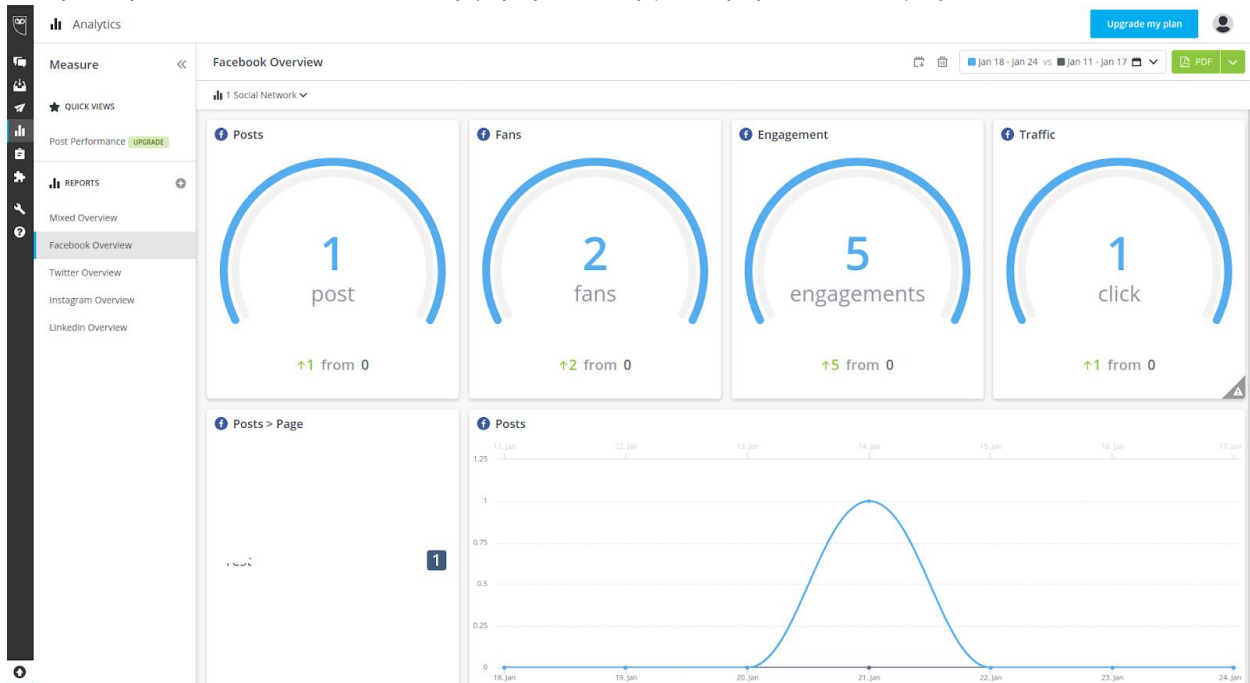 Analytics
Upgrade my plan
Measure
Facebook Overview
Jan 18 - Jan 24 vs Jan 11 - Jan 17
PDF
QUICK VIEWS
Post Performance UPGRADE
REPORTS
Mixed Overview
Facebook Overview
Twitter Overview
Instagram Overview
LinkedIn Overview
1 Social Network
Posts
1
post
↑1 from 0
Fans
2
fans
↑2 from 0
Engagement
5
engagements
↑5 from 0
Traffic
1
click
↑1 from 0
Posts > Page
1
Posts
11. Jan 12. Jan 13. Jan 14. Jan 15. Jan 16. Jan 17. Jan
1.25
1
0.75
0.5
0.25
0
18. Jan 19. Jan 20. Jan 21. Jan 22. Jan 23. Jan 24. Jan